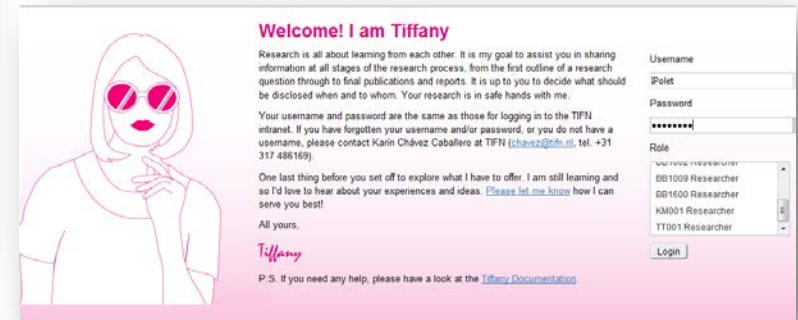 Welcome! I am Tiffany
Research is all about learning from each other. It is my goal to assist you in sharing
information at all stages of the research process, from the first outline of a research
question through to final publications and reports. It is up to you to decide what should
be disclosed when and to whom. Your research is in safe hands with me.
Your username and password are the same as those for logging in to the TIFN
intranet. If you have forgotten your username and/or password, or you do not have a
username, please contact Karin Chávez Caballero at TIFN (chavez@tifn.nl, tel. +31
317 486169).
One last thing before you set off to explore what I have to offer. I am still learning and
so I'd love to hear about your experiences and ideas. Please let me know how I can
serve you best!
All yours,
Tiffany
P.S. If you need any help, please have a look at the Tiffany Documentation.
Username
IPolet
Password
••••••••
Role
BB1002 Researcher
BB1009 Researcher
BB1600 Researcher
KM001 Researcher
TT001 Researcher
Login